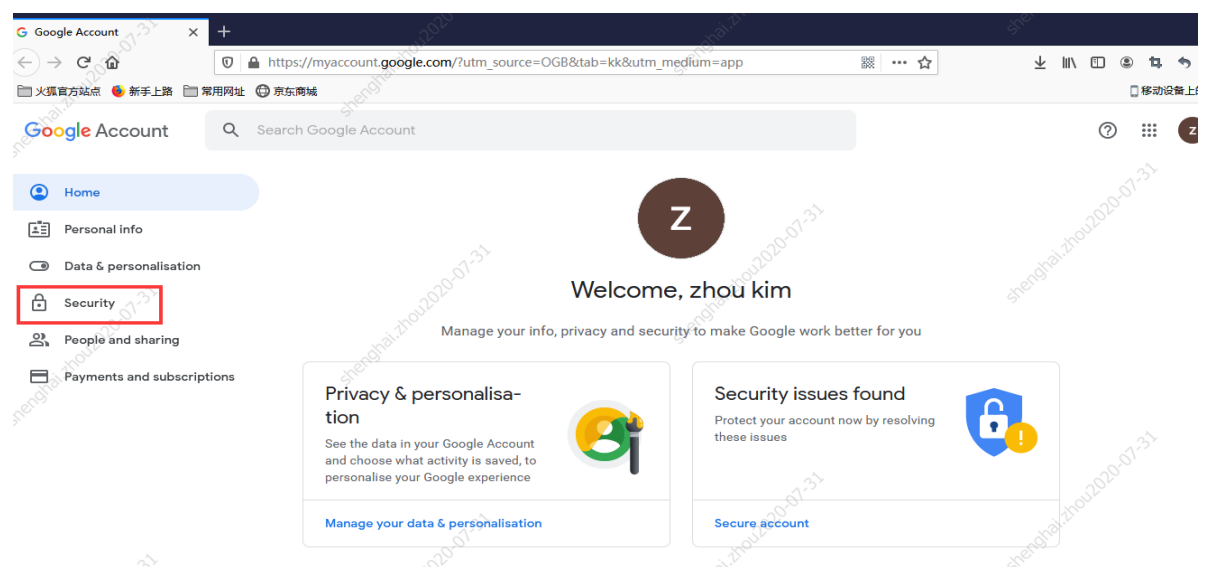 Google Account
https://myaccount.google.com/?utm_source=OGB&tab=kk&utm_medium=app
火狐官方站点 新手上路 常用网址 京东商城 移动设备上的
Google Account
Search Google Account
Z
Home
Personal info
Data & personalisation
Security
People and sharing
Payments and subscriptions
Z
Welcome, zhou kim
Manage your info, privacy and security to make Google work better for you
Privacy & personalisa-
tion
See the data in your Google Account
and choose what activity is saved, to
personalise your Google experience
Manage your data & personalisation
Security issues found
Protect your account now by resolving
these issues
Secure account
shenghai.zhou2020-07-31